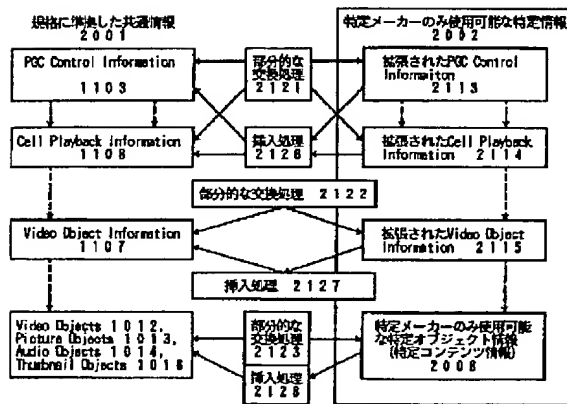 規格に準拠した共通情報
2001
特定メーカーのみ使用可能な特定情報
2002
PGC Control Information
1103
部分的な
交換処理
2121
拡張されたPGC Control
Informaiton
2113
Cell Playback Information
1108
挿入処理
2126
拡張されたCell Playback
Information 2114
部分的な交換処理 2122
Video Object Information
1107
拡張されたVideo Object
Information 2115
挿入処理 2127
Video Objects 1012,
Picture Objects 1013,
Audio Objects 1014,
Thumbnail Objects 1016
部分的な
交換処理
2123
挿入処理
2128
特定メーカーのみ使用可能
な特定オブジェクト情報
(特定コンテンツ情報)
2008